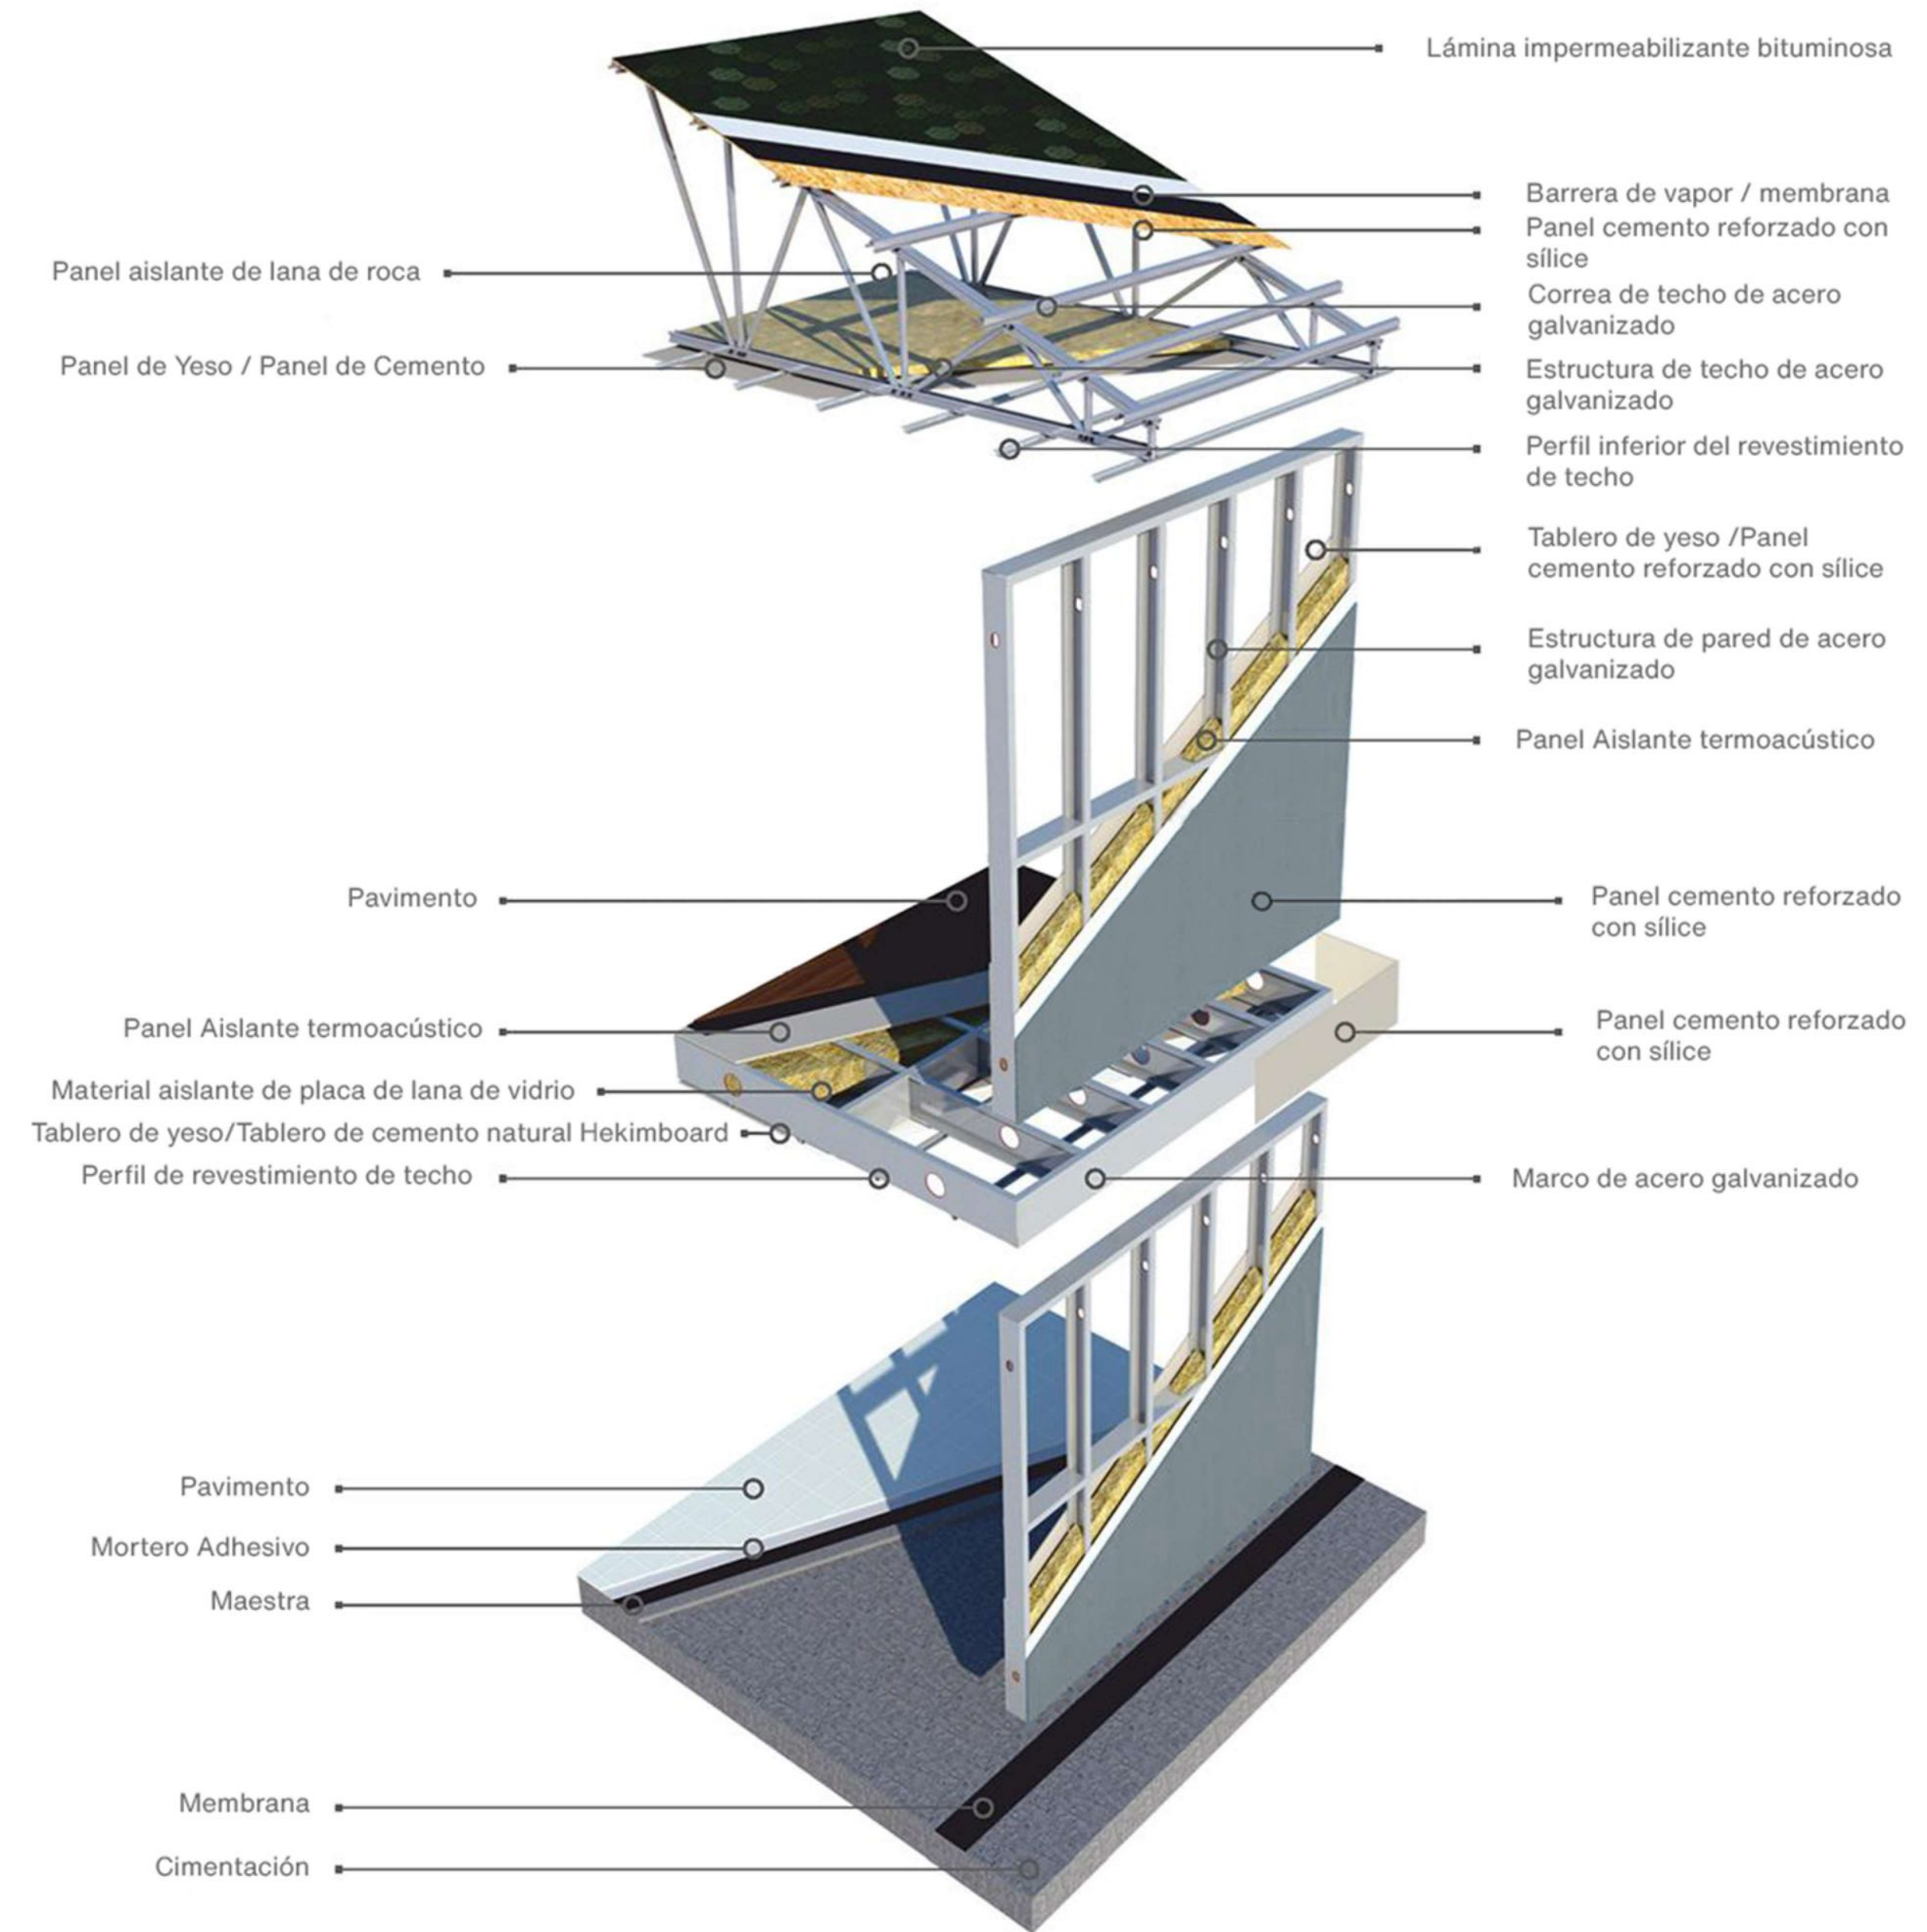 Lámina impermeabilizante bituminosa
Barrera de vapor / membrana
Panel cemento reforzado con
sílice
Panel aislante de lana de roca
Correa de techo de acero
galvanizado
Panel de Yeso / Panel de Cemento
Estructura de techo de acero
galvanizado
Perfil inferior del revestimiento
de techo
Tablero de yeso /Panel
cemento reforzado con sílice
Estructura de pared de acero
galvanizado
Panel Aislante termoacústico
Pavimento
Panel cemento reforzado
con sílice
Panel Aislante termoacústico
Panel cemento reforzado
con sílice
Material aislante de placa de lana de vidrio
Tablero de yeso/Tablero de cemento natural Hekimboard
Perfil de revestimiento de techo
Marco de acero galvanizado
Pavimento
Mortero Adhesivo
Maestra
Membrana
Cimentación